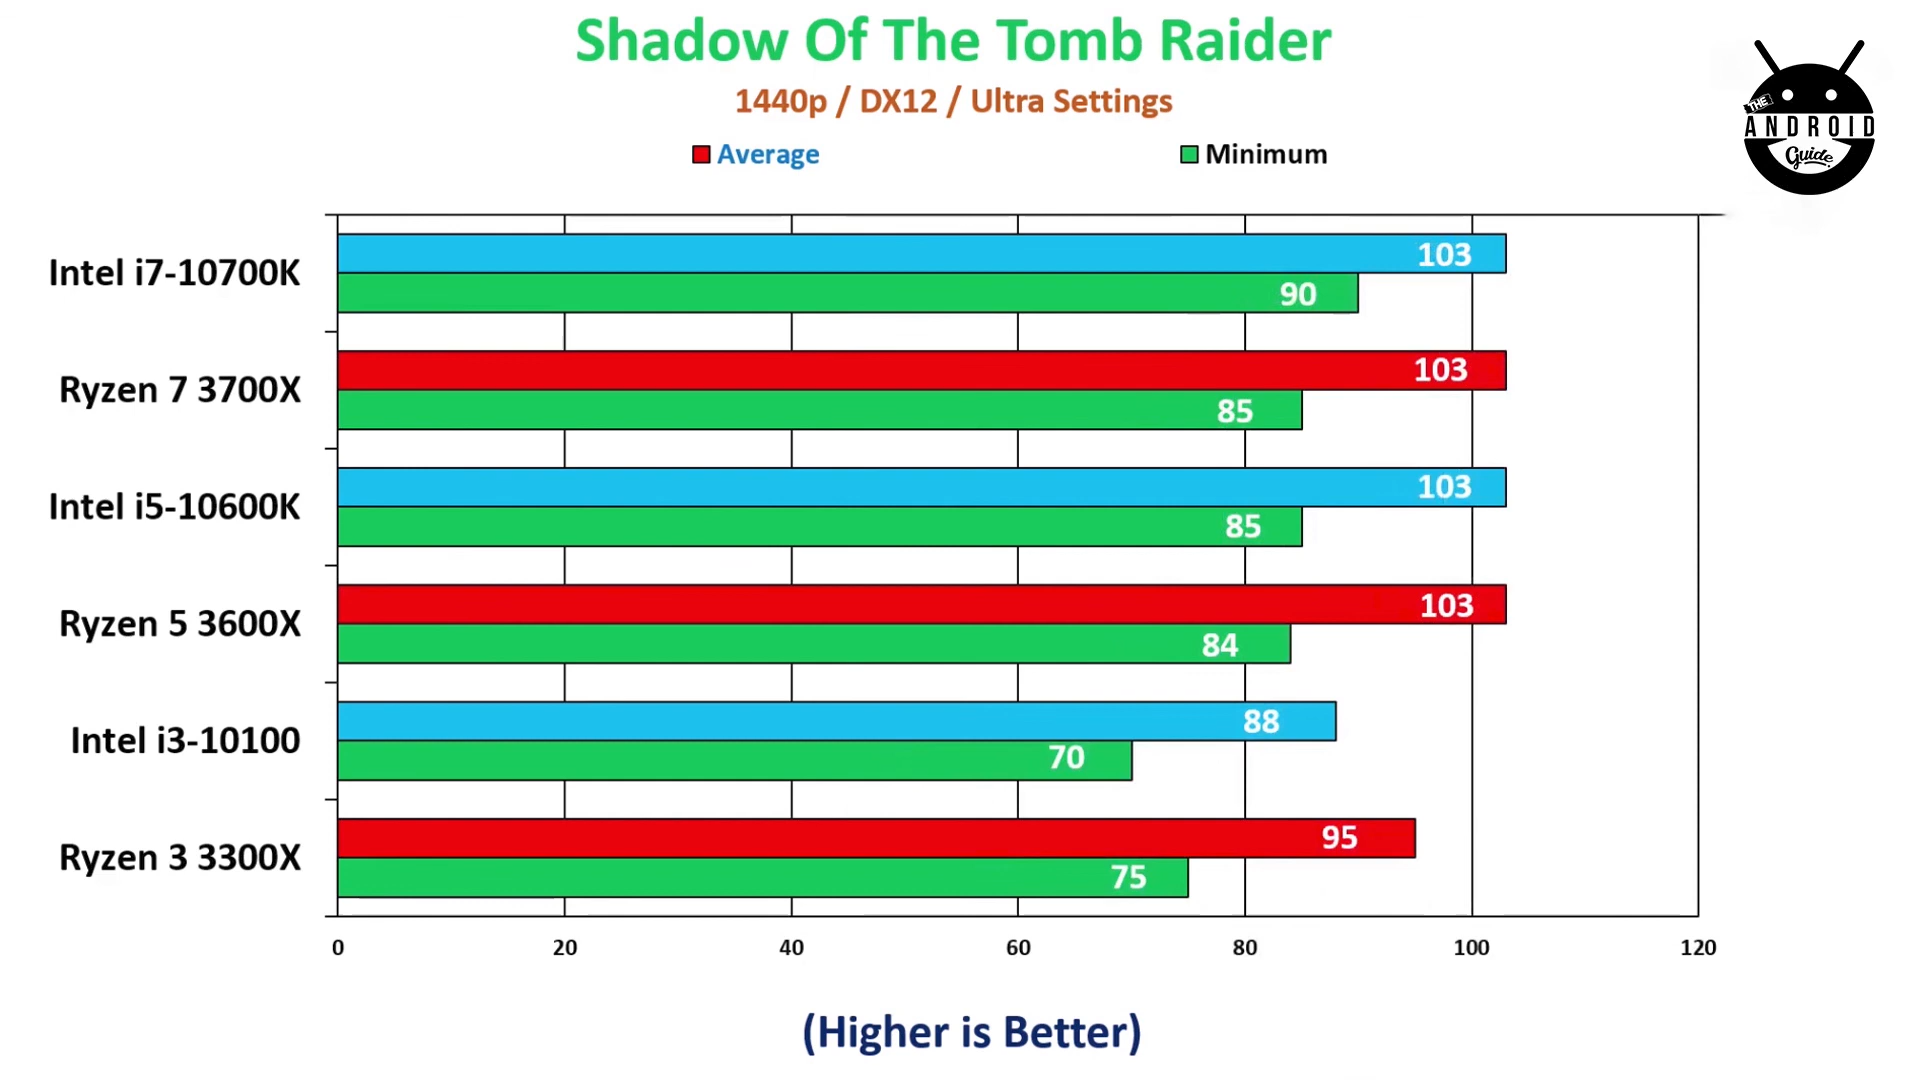 Shadow Of The Tomb Raider
1440p / DX12 / Ultra Settings
Average Minimum
THE
ANDROID
Guide
Intel i7-10700K 103
90
Ryzen 7 3700X 103
85
Intel i5-10600K 103
85
Ryzen 5 3600X 103
84
Intel i3-10100 88
70
Ryzen 3 3300X 95
75
0 20 40 60 80 100 120
(Higher is Better)